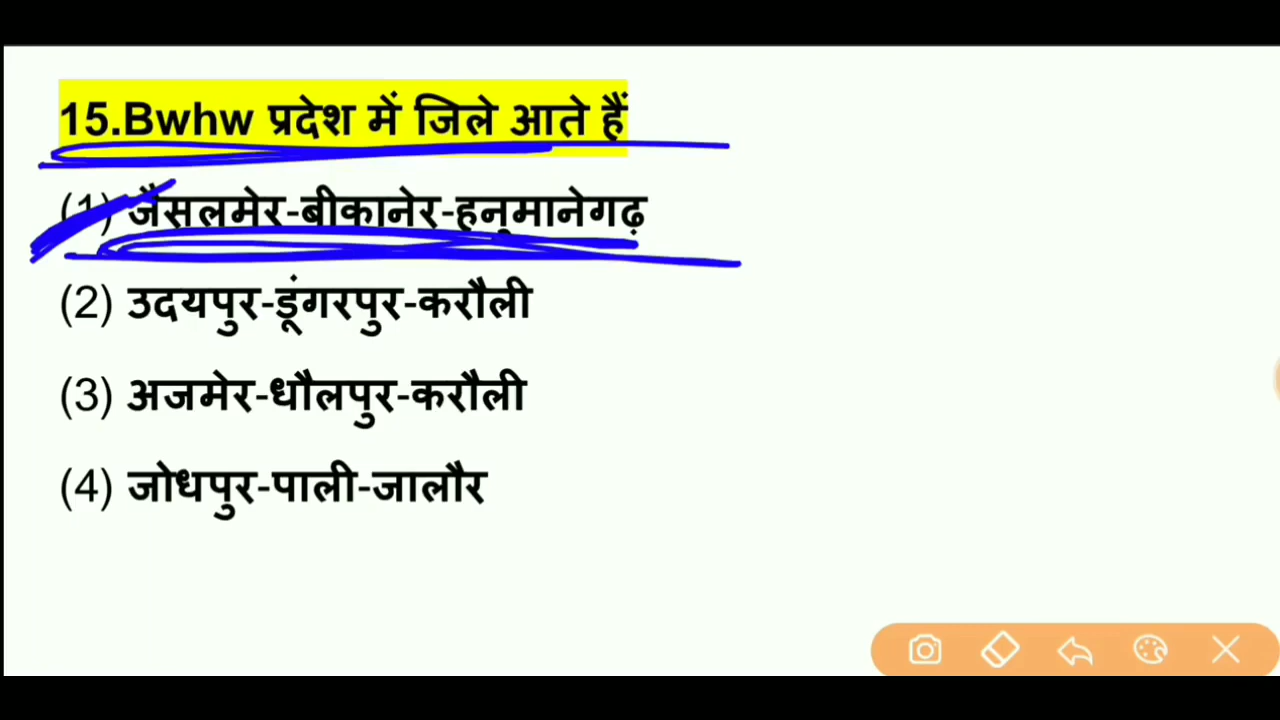 15.Bwhw प्रदेश में जिले आते हैं
(1) जैसलमेर-बीकानेर-हनुमानेगढ़
(2) उदयपुर-डूंगरपुर-करौली
(3) अजमेर-धौलपुर-करौली
(4) जोधपुर-पाली-जालौर